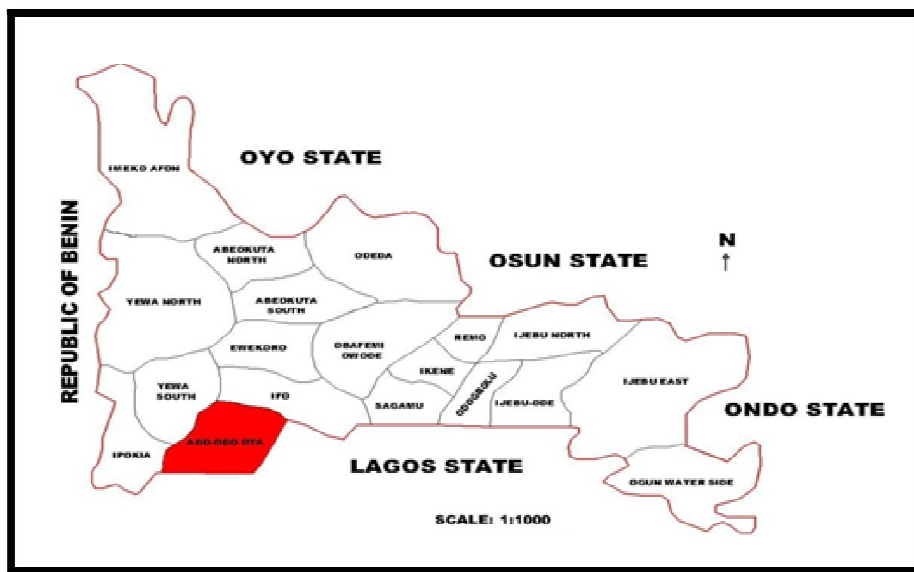 IMEKO AFON
OYO STATE
REPUBLIC OF BENIN
ABEOKUTA
NORTH
ODEDA
N
OSUN STATE
YEWA NORTH
ABEOKUTA
SOUTH
REMO
IJEBU NORTH
EWEKORO
OBAFEMI
OWODE
IKENE
IJEBU EAST
YEWA
SOUTH
IFO
SAGAMU
ODOGBOLU
IJEBU-ODE
ONDO STATE
ADO-ODO OTA
IPOKIA
LAGOS STATE
OGUN WATER SIDE
SCALE: 1:1000